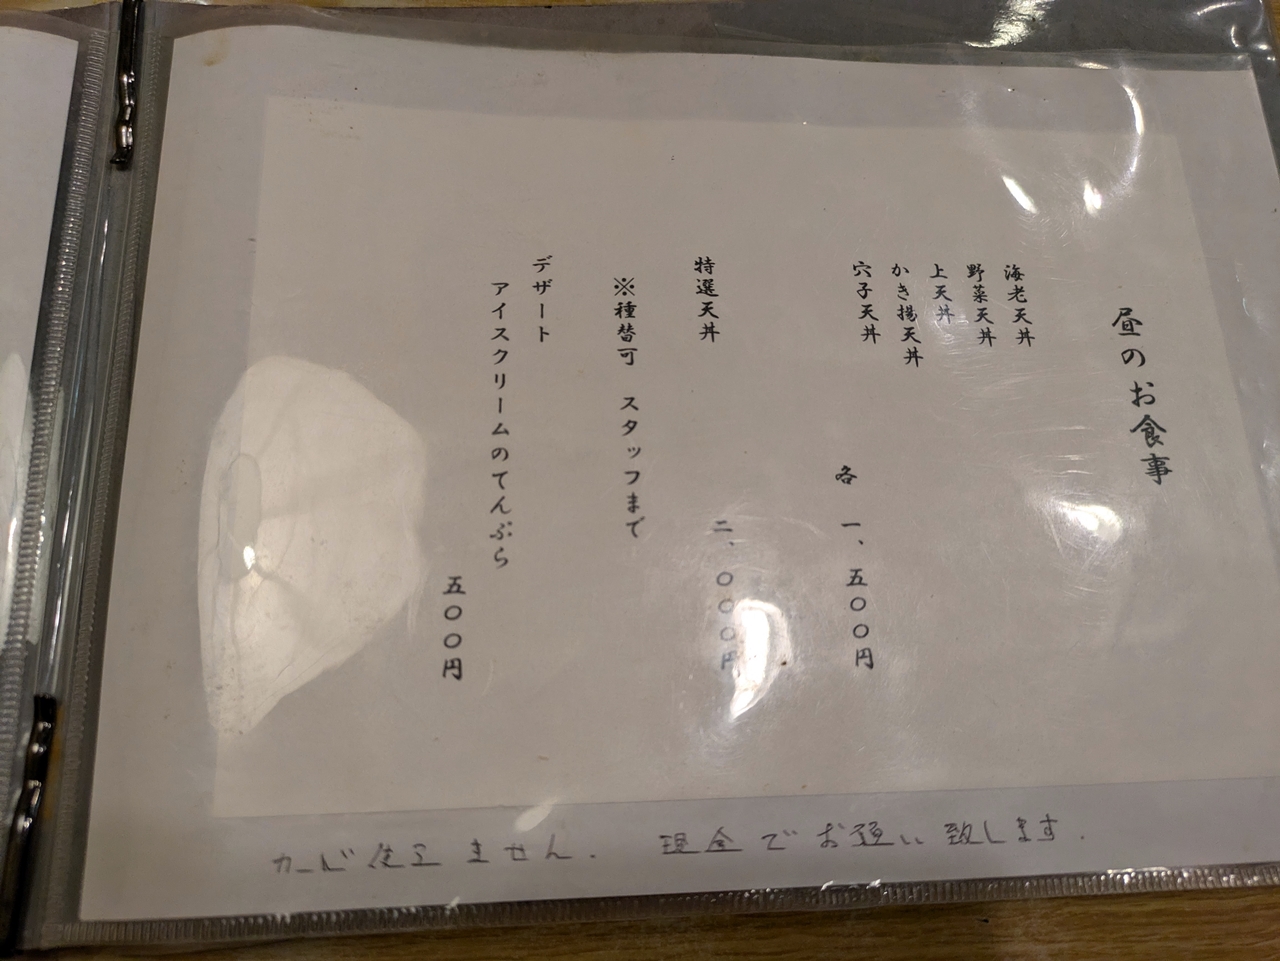 昼のお食事
海老天丼
野菜天丼
上天丼
かき揚天丼
穴子天丼
各 一、五〇〇円
特選天丼
二、〇〇〇円
※種替可 スタッフまで
デザート
アイスクリームのてんぷら
五〇〇円
カード使えません. 現金でお願い致します.